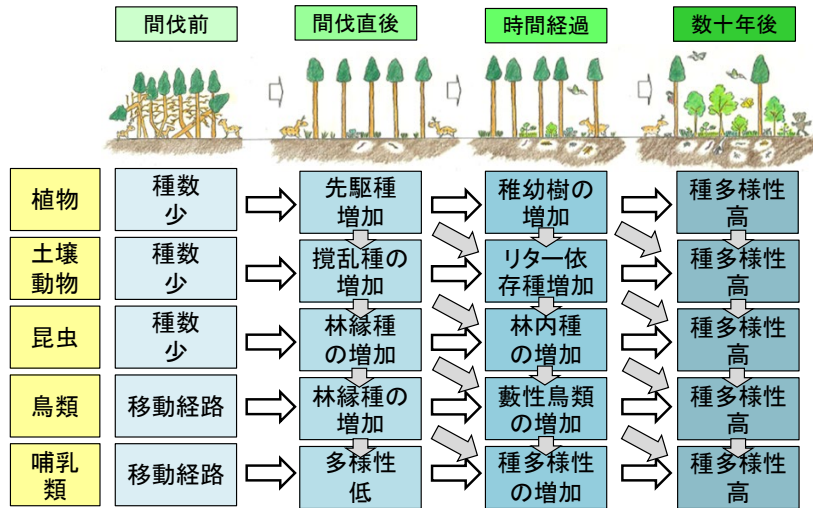 間伐前
間伐直後
時間経過
数十年後
植物
種数
少
先駆種
増加
稚幼樹の
増加
種多様性
高
土壌
動物
種数
少
撹乱種の
増加
リター依
存種増加
種多様性
高
昆虫
種数
少
林縁種
の増加
林内種
の増加
種多様性
高
鳥類
移動経路
林縁種の
増加
藪性鳥類
の増加
種多様性
高
哺乳
類
移動経路
多様性
低
種多様性
の増加
種多様性
高